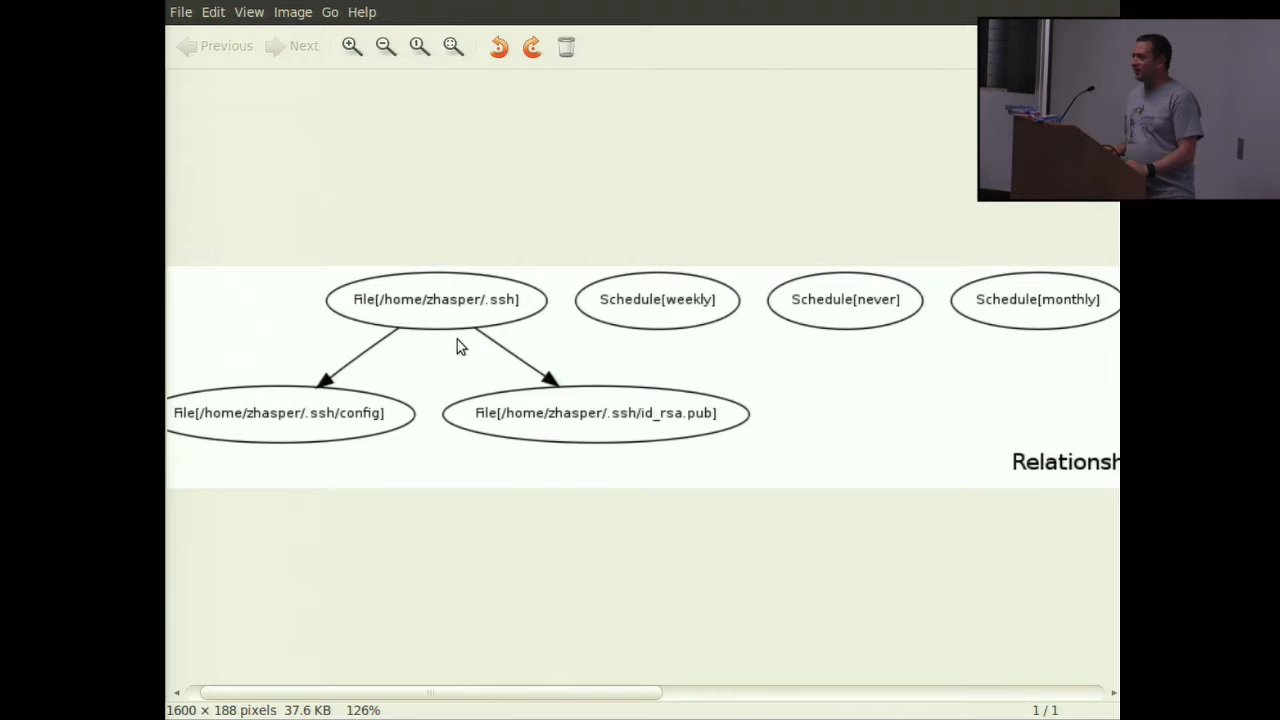 File Edit View Image Go Help
Previous Next
File[/home/zhasper/.ssh] Schedule[weekly] Schedule[never] Schedule[monthly]
File[/home/zhasper/.ssh/config] File[/home/zhasper/.ssh/id_rsa.pub]
Relationsh
1600 × 188 pixels 37.6 KB 126% 1 / 1